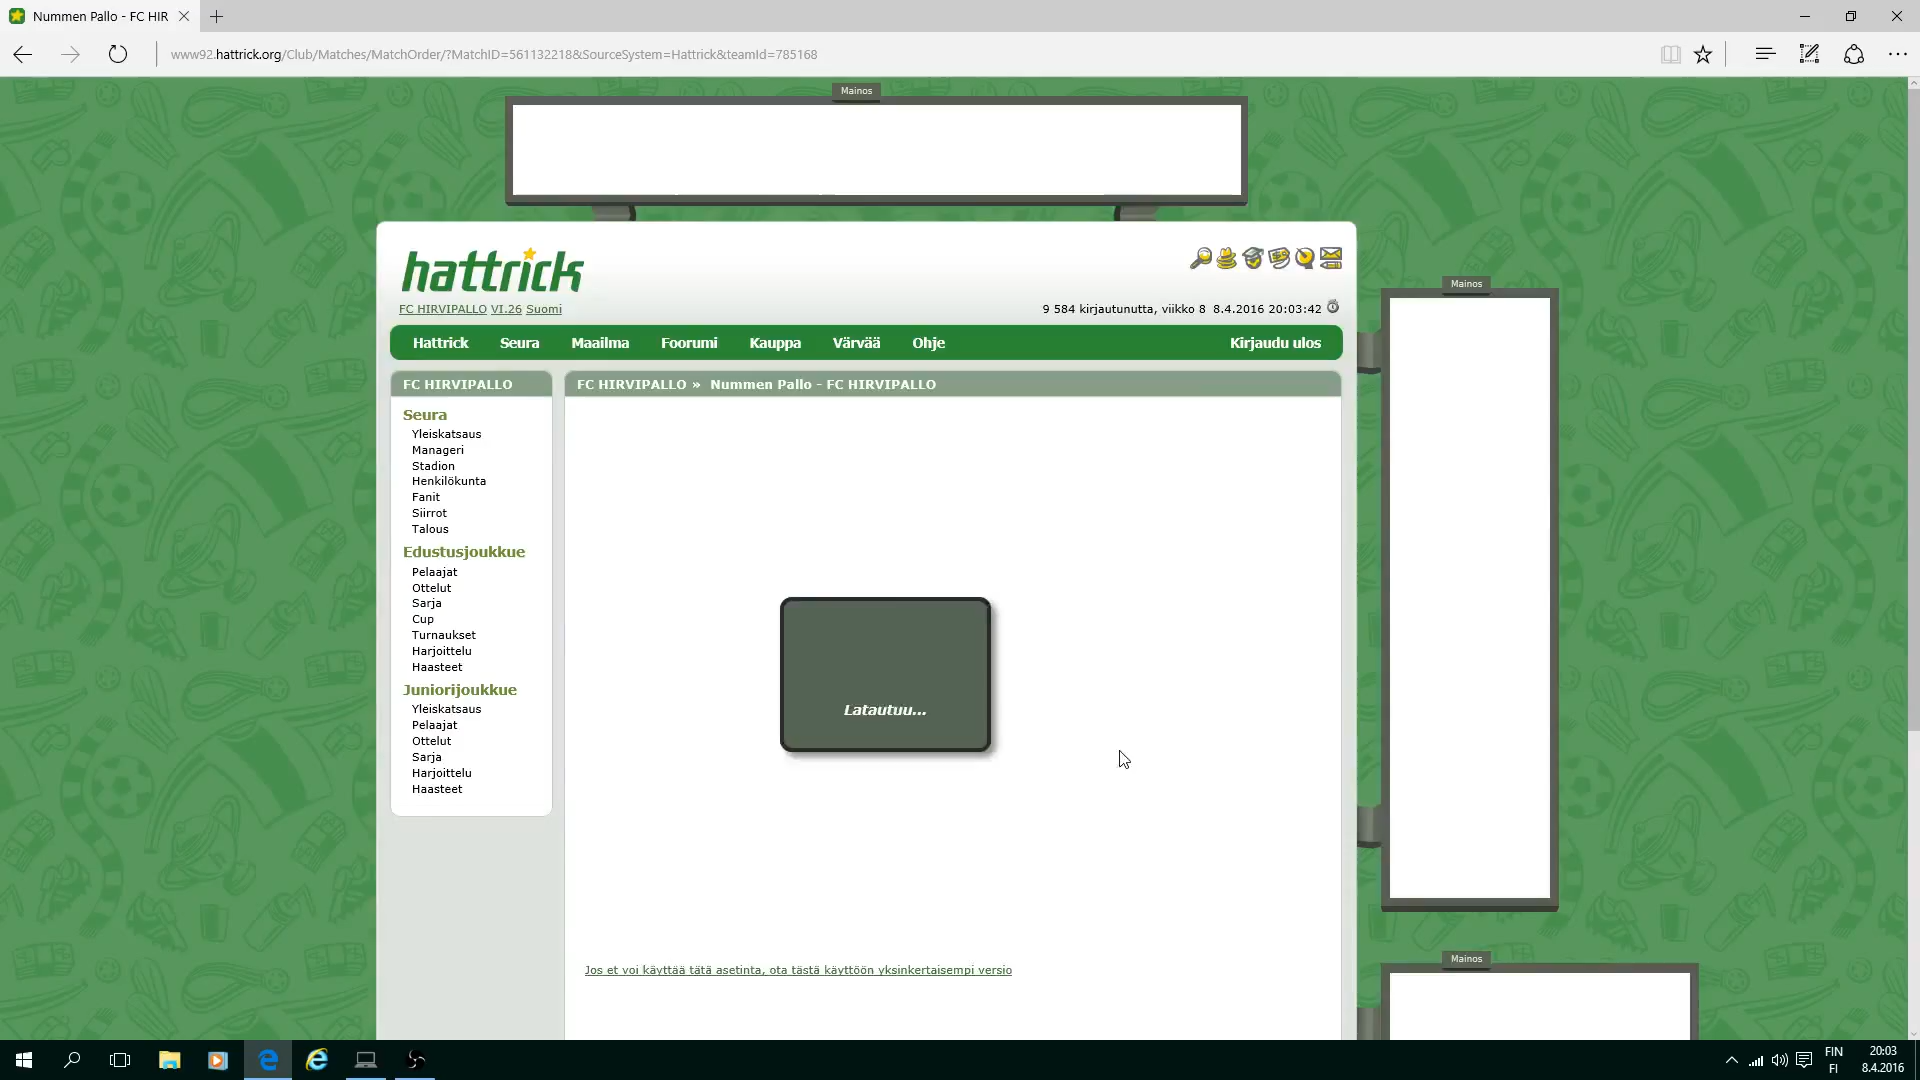 Nummen Pallo - FC HIR
www92.hattrick.org/Club/Matches/MatchOrder/?MatchID=561132218&SourceSystem=Hattrick&teamId=785168
Mainos
hattrick
FC HIRVIPALLO VI.26 Suomi
9 584 kirjautunutta, viikko 8 8.4.2016 20:03:42
Mainos
Hattrick Seura Maailma Foorumi Kauppa Värvää Ohje Kirjaudu ulos
FC HIRVIPALLO
FC HIRVIPALLO » Nummen Pallo - FC HIRVIPALLO
Seura
Yleiskatsaus
Manageri
Stadion
Henkilökunta
Fanit
Siirrot
Talous
Edustusjoukkue
Pelaajat
Ottelut
Sarja
Cup
Turnaukset
Harjoittelu
Haasteet
Juniorijoukkue
Yleiskatsaus
Pelaajat
Ottelut
Sarja
Harjoittelu
Haasteet
Latautuu...
Jos et voi käyttää tätä asetinta, ota tästä käyttöön yksinkertaisempi versio
Mainos
FIN
FI
20:03
8.4.2016